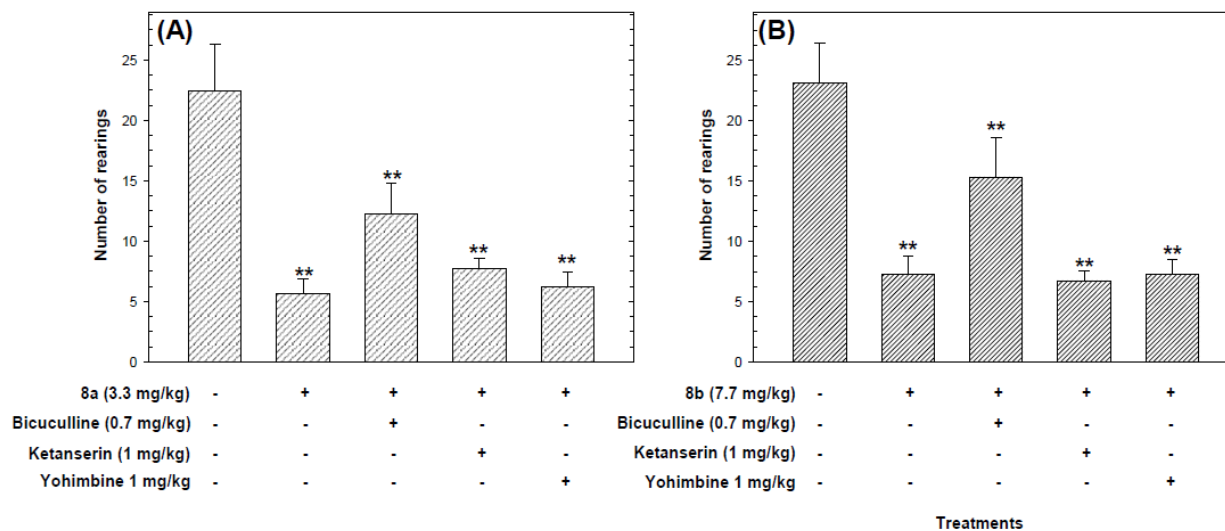 (A)
Number of rearings
25
20
15
10
5
0
**
**
**
**
8a (3.3 mg/kg) - + + + +
Bicuculline (0.7 mg/kg) - - + - -
Ketanserin (1 mg/kg) - - - + -
Yohimbine 1 mg/kg - - - - +
(B)
Number of rearings
25
20
15
10
5
0
**
**
**
**
8b (7.7 mg/kg) - + + + +
Bicuculline (0.7 mg/kg) - - + - -
Ketanserin (1 mg/kg) - - - + -
Yohimbine 1 mg/kg - - - - +
Treatments